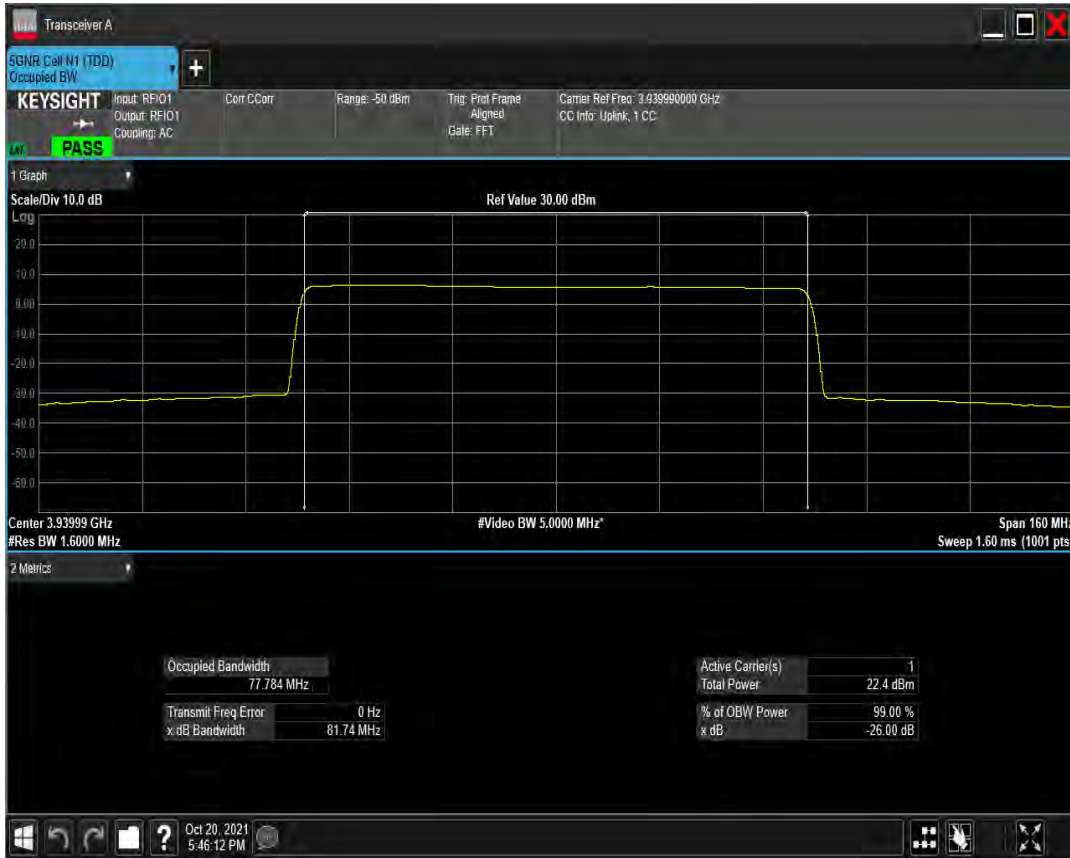 Transceiver A
5GNR Cell N1 (TDD)
Occupied BW
+
KEYSIGHT
Input: RFIO1
Output: RFIO1
Coupling: AC
Corr CCorr
Range: -50 dBm
Trig: Prot Frame
Aligned
Gate: FFT
Carrier Ref Freq: 3.939990000 GHz
CC Info: Uplink, 1 CC
PASS
1 Graph
Scale/Div 10.0 dB
Ref Value 30.00 dBm
Log
20.0
10.0
0.00
-10.0
-20.0
-30.0
-40.0
-50.0
-60.0
Center 3.93999 GHz
#Video BW 5.0000 MHz*
Span 160 MHz
#Res BW 1.6000 MHz
Sweep 1.60 ms (1001 pts
2 Metrics
Occupied Bandwidth
77.784 MHz
Transmit Freq Error 0 Hz
x dB Bandwidth 81.74 MHz
Active Carrier(s) 1
Total Power 22.4 dBm
% of OBW Power 99.00 %
x dB -26.00 dB
?
Oct 20, 2021
5:46:12 PM